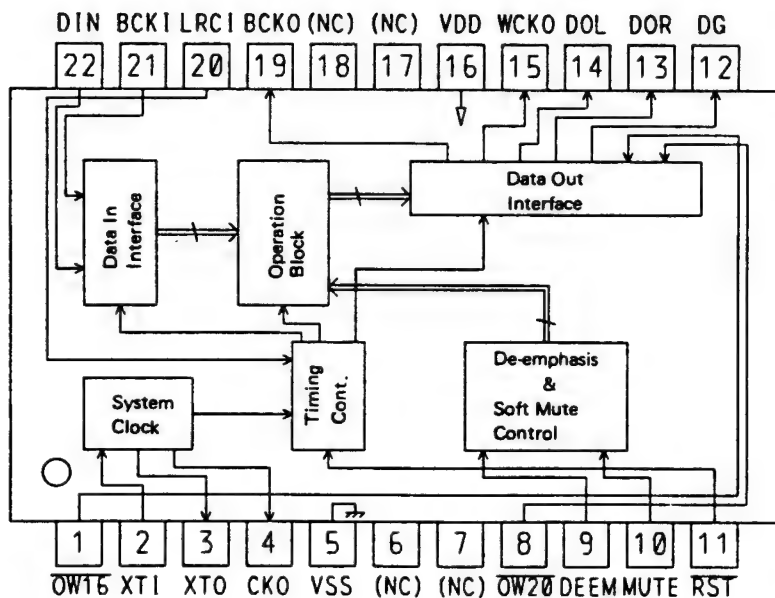 DIN BCKI LRCI BCKO (NC) (NC) VDD WCKO DOL DOR DG
22 21 20 19 18 17 16 15 14 13 12
Data In
Interface
Operation
Block
Data Out
Interface
System
Clock
Timing
Cont.
De-emphasis
&
Soft Mute
Control
1 2 3 4 5 6 7 8 9 10 11
OW16 XTI XTO CKO VSS (NC) (NC) OW20 DEEM MUTE RST